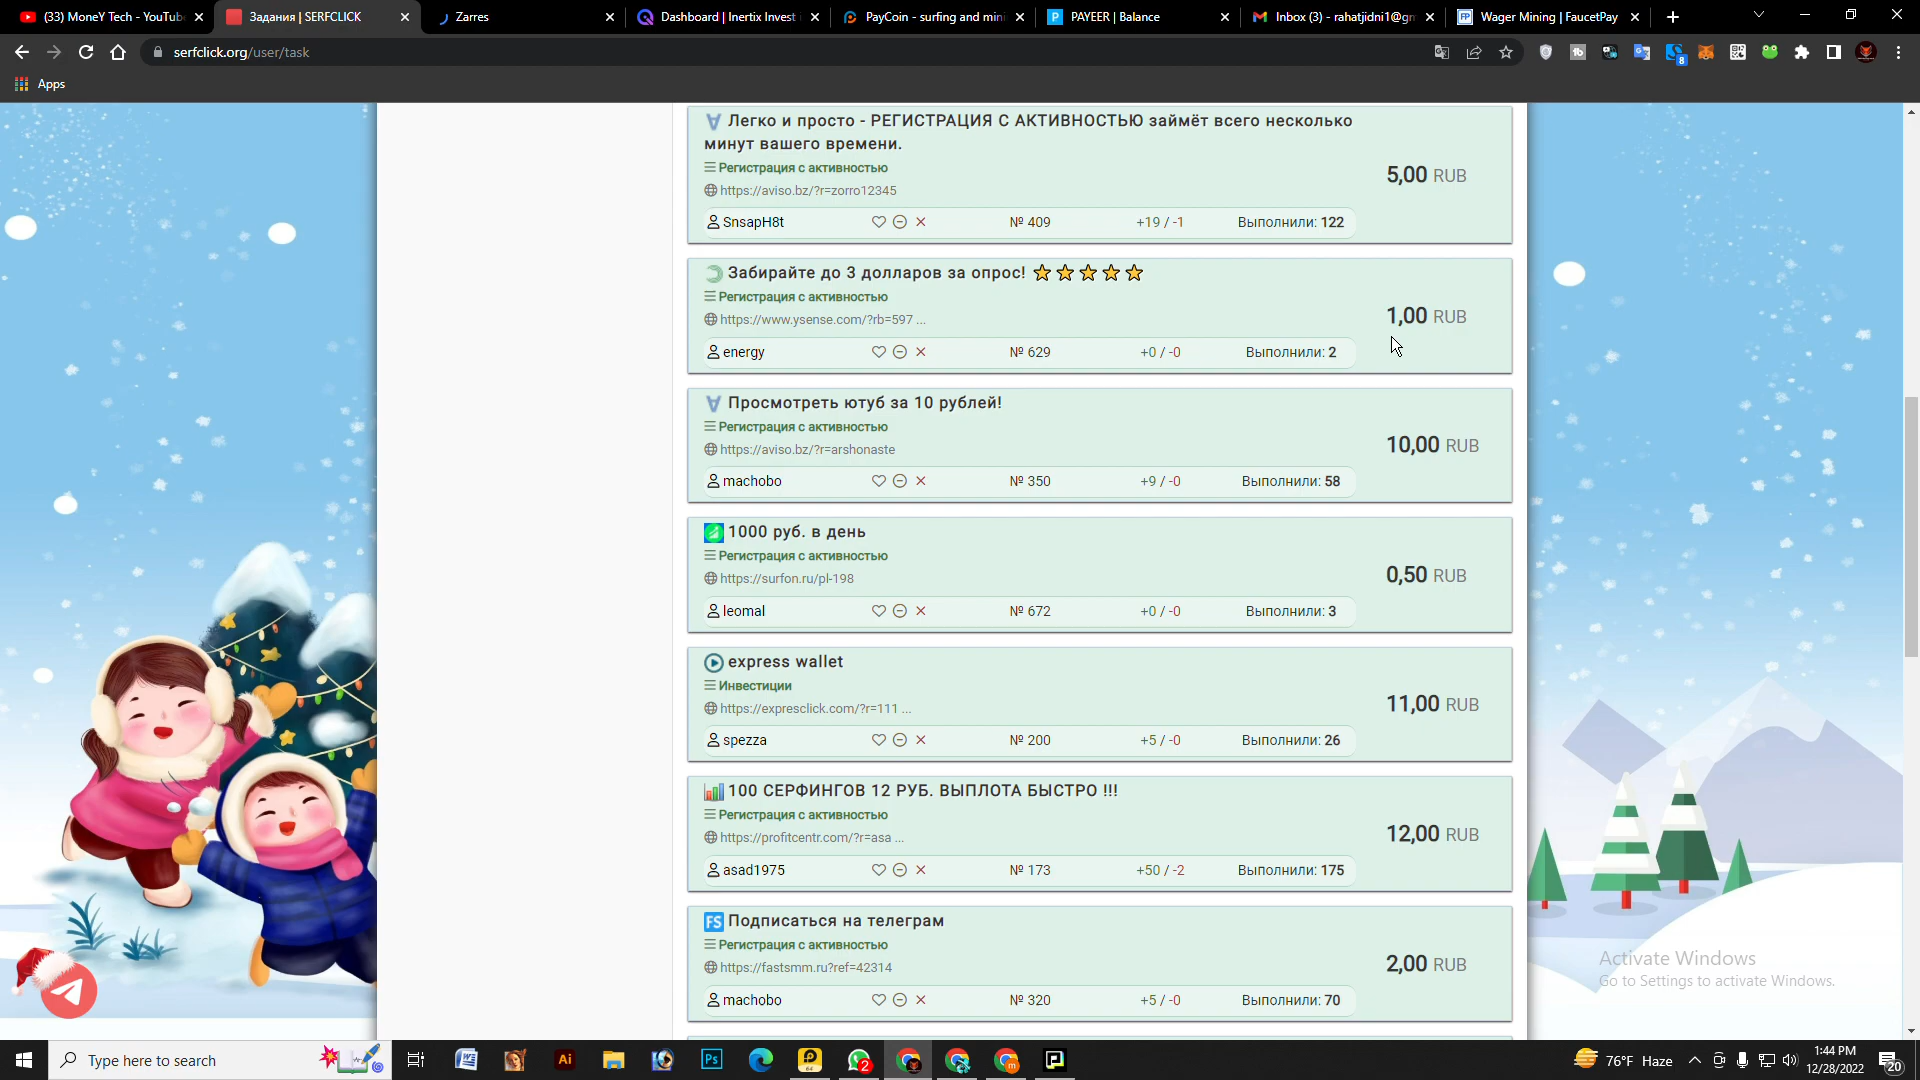 (33) MoneY Tech - YouTub
Задания | SERFCLICK
Zarres
Dashboard | Inertix Invest
PayCoin - surfing and mini
PAYEER | Balance
Inbox (3) - rahatjidni1@gm
Wager Mining | FaucetPay
serfclick.org/user/task
8
Apps
Легко и просто - РЕГИСТРАЦИЯ С АКТИВНОСТЬЮ займёт всего несколько
минут вашего времени.
Регистрация с активностью
https://aviso.bz/?r=zorro12345
5,00 RUB
SnsapH8t
№ 409
+19 / -1
Выполнили: 122
Забирайте до 3 долларов за опрос!
Регистрация с активностью
https://www.ysense.com/?rb=597 ...
1,00 RUB
energy
№ 629
+0 / -0
Выполнили: 2
Просмотреть ютуб за 10 рублей!
Регистрация с активностью
https://aviso.bz/?r=arshonaste
10,00 RUB
machobo
№ 350
+9 / -0
Выполнили: 58
1000 руб. в день
Регистрация с активностью
https://surfon.ru/pl-198
0,50 RUB
leomal
№ 672
+0 / -0
Выполнили: 3
express wallet
Инвестиции
https://expresclick.com/?r=111 ...
11,00 RUB
spezza
№ 200
+5 / -0
Выполнили: 26
100 СЕРФИНГОВ 12 РУБ. ВЫПЛОТА БЫСТРО !!!
Регистрация с активностью
https://profitcentr.com/?r=asa ...
12,00 RUB
asad1975
№ 173
+50 / -2
Выполнили: 175
FS Подписаться на телеграм
Регистрация с активностью
https://fastsmm.ru?ref=42314
2,00 RUB
machobo
№ 320
+5 / -0
Выполнили: 70
Activate Windows
Go to Settings to activate Windows.
Type here to search
Ai
Ps
2
76°F Haze
1:44 PM
12/28/2022
20